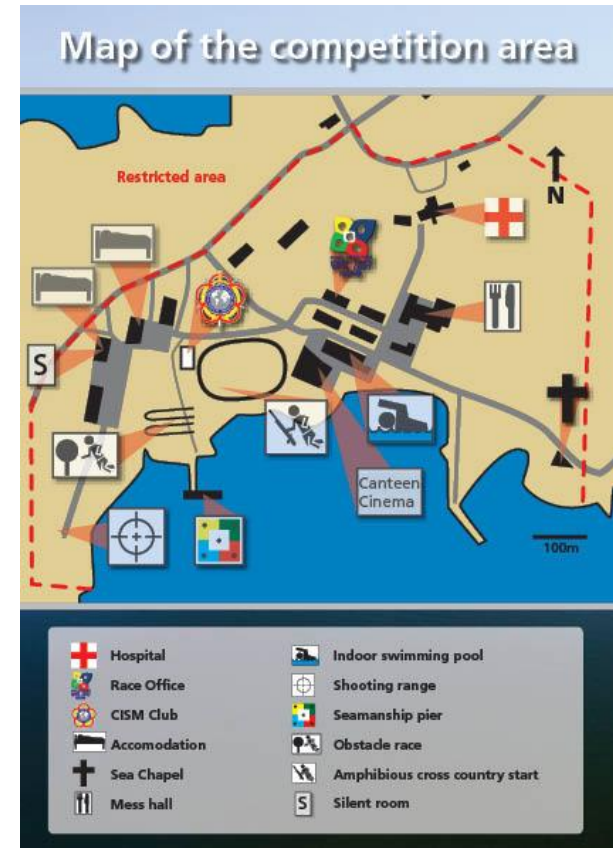 Map of the competition area
Restricted area
N
S
Canteen
Cinema
100m
Hospital
Race Office
CISM Club
Accomodation
Sea Chapel
Mess hall
Indoor swimming pool
Shooting range
Seamanship pier
Obstacle race
Amphibious cross country start
S
Silent room